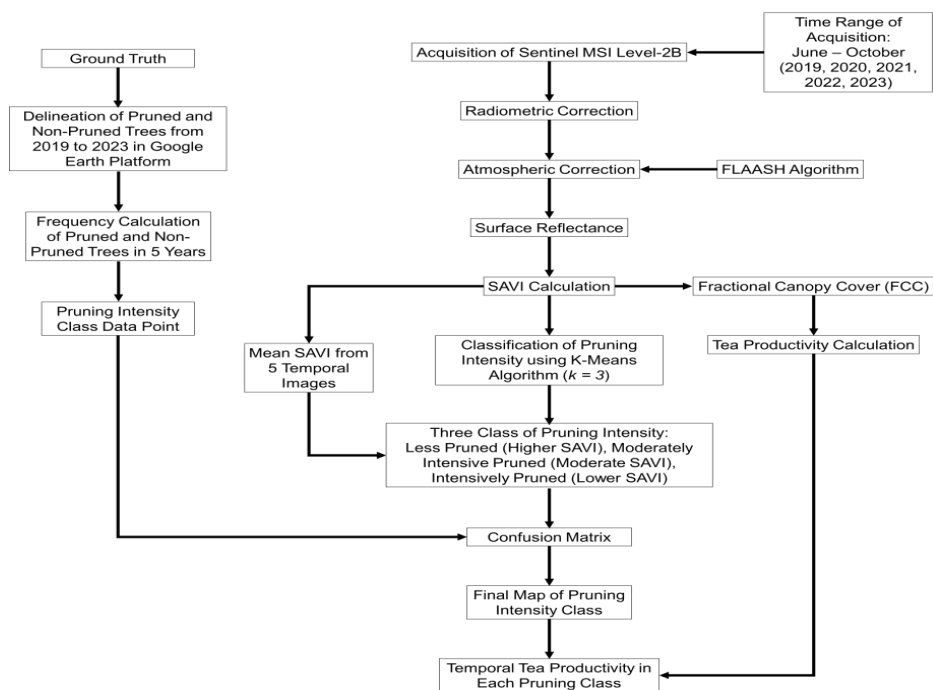 Ground Truth
Delineation of Pruned and
Non-Pruned Trees from
2019 to 2023 in Google
Earth Platform
Frequency Calculation
of Pruned and Non-
Pruned Trees in 5 Years
Pruning Intensity
Class Data Point
Acquisition of Sentinel MSI Level-2B
Time Range of
Acquisition:
June – October
(2019, 2020, 2021,
2022, 2023)
Radiometric Correction
Atmospheric Correction
FLAASH Algorithm
Surface Reflectance
SAVI Calculation
Fractional Canopy Cover (FCC)
Mean SAVI from
5 Temporal
Images
Classification of Pruning
Intensity using K-Means
Algorithm (k = 3)
Tea Productivity Calculation
Three Class of Pruning Intensity:
Less Pruned (Higher SAVI), Moderately
Intensive Pruned (Moderate SAVI),
Intensively Pruned (Lower SAVI)
Confusion Matrix
Final Map of Pruning
Intensity Class
Temporal Tea Productivity in
Each Pruning Class